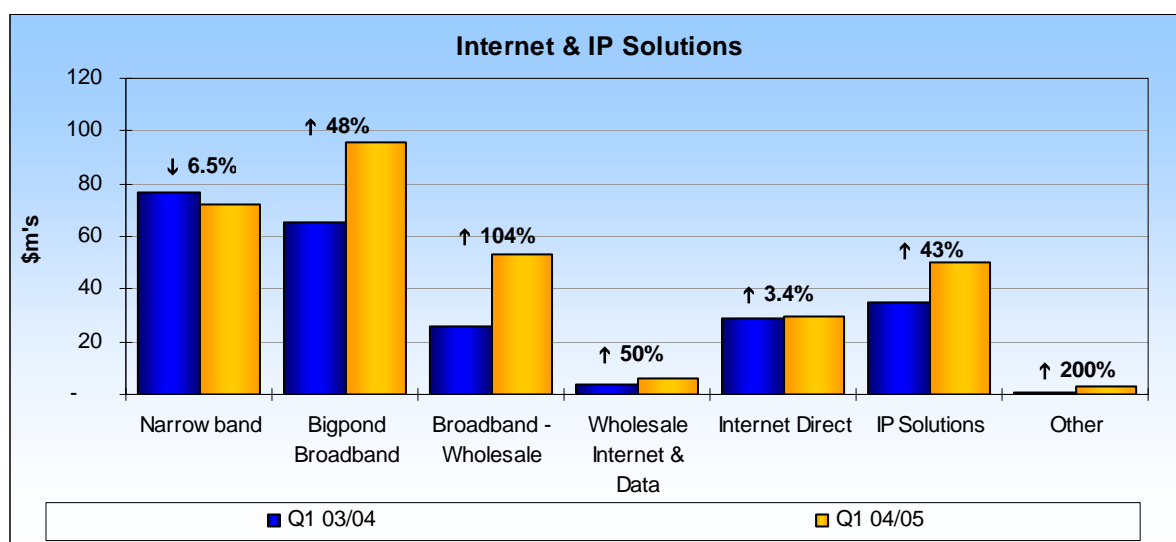 Internet & IP Solutions
120
100
80
60
40
20
-
$m's
↓ 6.5%
↑ 48%
↑ 104%
↑ 50%
↑ 3.4%
↑ 43%
↑ 200%
Narrow band
Bigpond
Broadband
Broadband -
Wholesale
Wholesale
Internet &
Data
Internet Direct
IP Solutions
Other
Q1 03/04
Q1 04/05